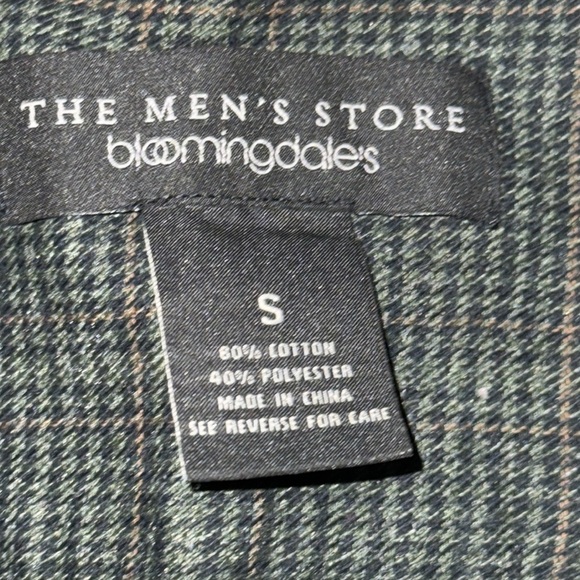 THE MEN'S STORE
bloomingdale's
S
60% COTTON
40% POLYESTER
MADE IN CHINA
SEE REVERSE FOR CARE